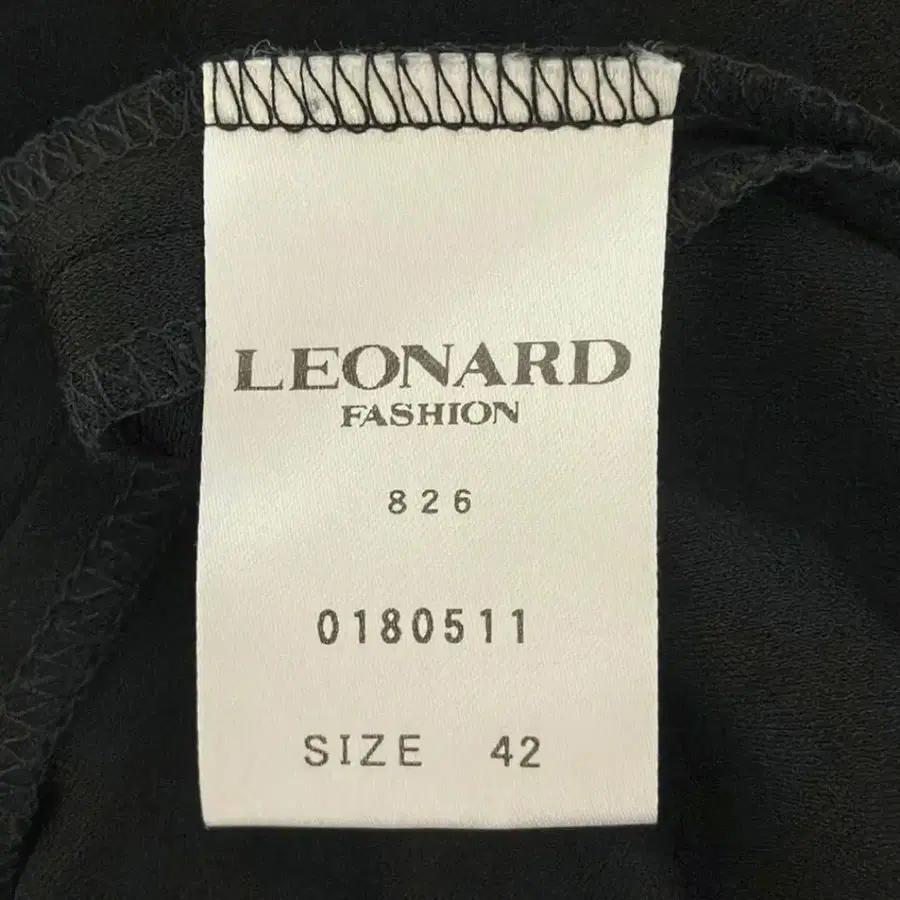 LEONARD
FASHION
826
0180511
SIZE 42